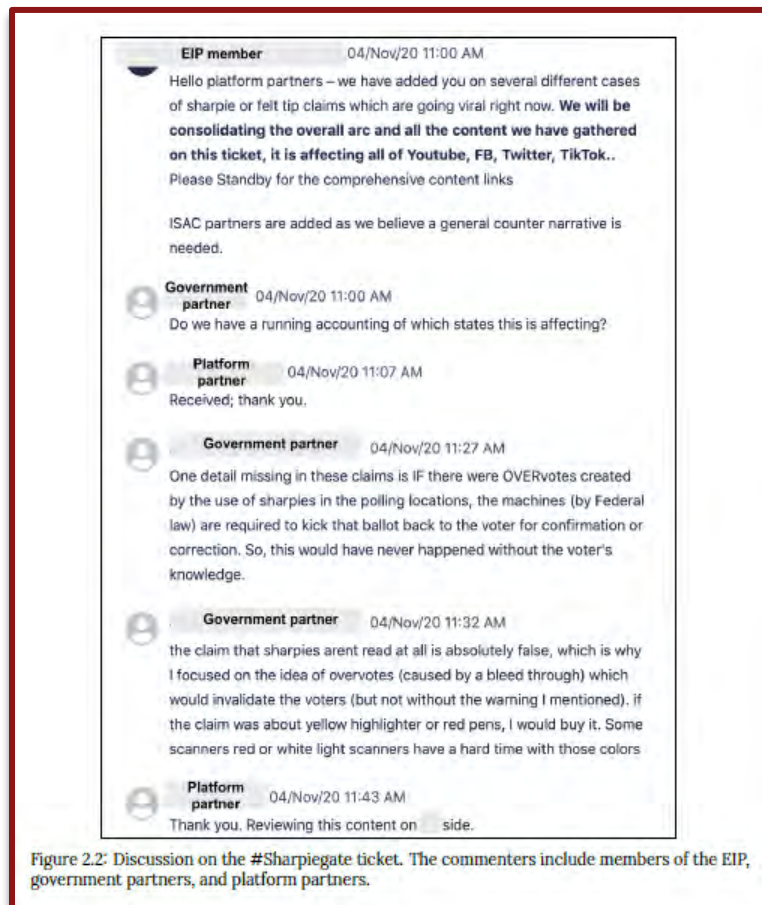 EIP member 04/Nov/20 11:00 AM
Hello platform partners – we have added you on several different cases
of sharpie or felt tip claims which are going viral right now. We will be
consolidating the overall arc and all the content we have gathered
on this ticket, it is affecting all of Youtube, FB, Twitter, TikTok..
Please Standby for the comprehensive content links
ISAC partners are added as we believe a general counter narrative is
needed.
Government
partner 04/Nov/20 11:00 AM
Do we have a running accounting of which states this is affecting?
Platform
partner 04/Nov/20 11:07 AM
Received; thank you.
Government partner 04/Nov/20 11:27 AM
One detail missing in these claims is IF there were OVERvotes created
by the use of sharpies in the polling locations, the machines (by Federal
law) are required to kick that ballot back to the voter for confirmation or
correction. So, this would have never happened without the voter's
knowledge.
Government partner 04/Nov/20 11:32 AM
the claim that sharpies arent read at all is absolutely false, which is why
I focused on the idea of overvotes (caused by a bleed through) which
would invalidate the voters (but not without the warning I mentioned). if
the claim was about yellow highlighter or red pens, I would buy it. Some
scanners red or white light scanners have a hard time with those colors
Platform
partner 04/Nov/20 11:43 AM
Thank you. Reviewing this content on side.
Figure 2.2: Discussion on the #Sharpiegate ticket. The commenters include members of the EIP,
government partners, and platform partners.